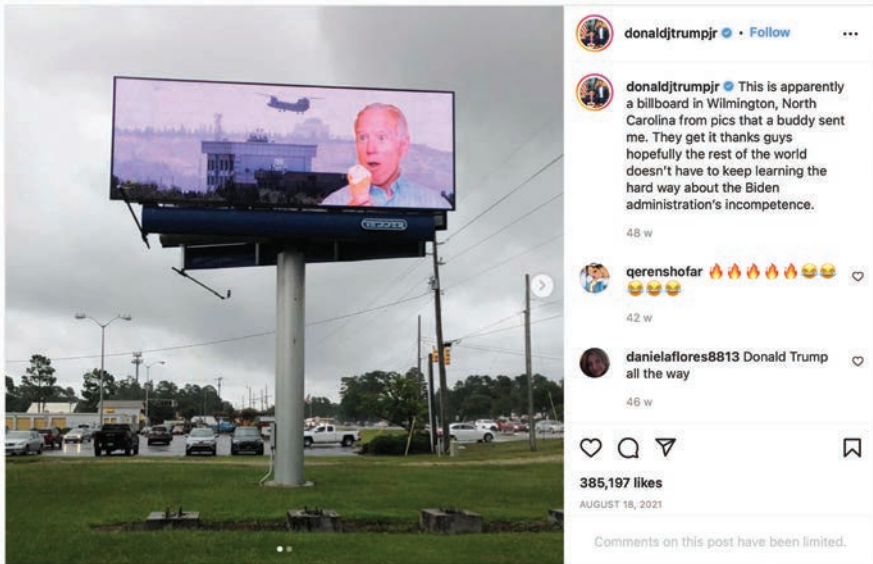 donaldjtrumpjr • Follow
donaldjtrumpjr This is apparently
a billboard in Wilmington, North
Carolina from pics that a buddy sent
me. They get it thanks guys
hopefully the rest of the world
doesn't have to keep learning the
hard way about the Biden
administration's incompetence.
48 w
qerenshofar 🔥🔥🔥🔥🔥😂😂
😂😂😂
42 w
danielaflores8813 Donald Trump
all the way
46 w
385,197 likes
AUGUST 18, 2021
Comments on this post have been limited.